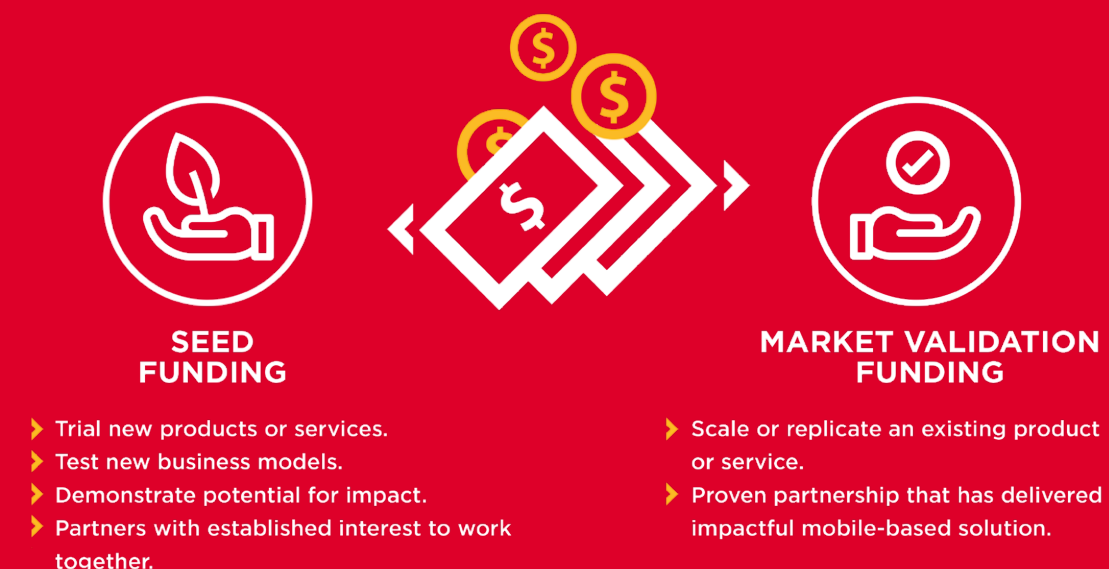 $
$
$
$
SEED
FUNDING
Trial new products or services.
Test new business models.
Demonstrate potential for impact.
Partners with established interest to work
together.
MARKET VALIDATION
FUNDING
Scale or replicate an existing product
or service.
Proven partnership that has delivered
impactful mobile-based solution.